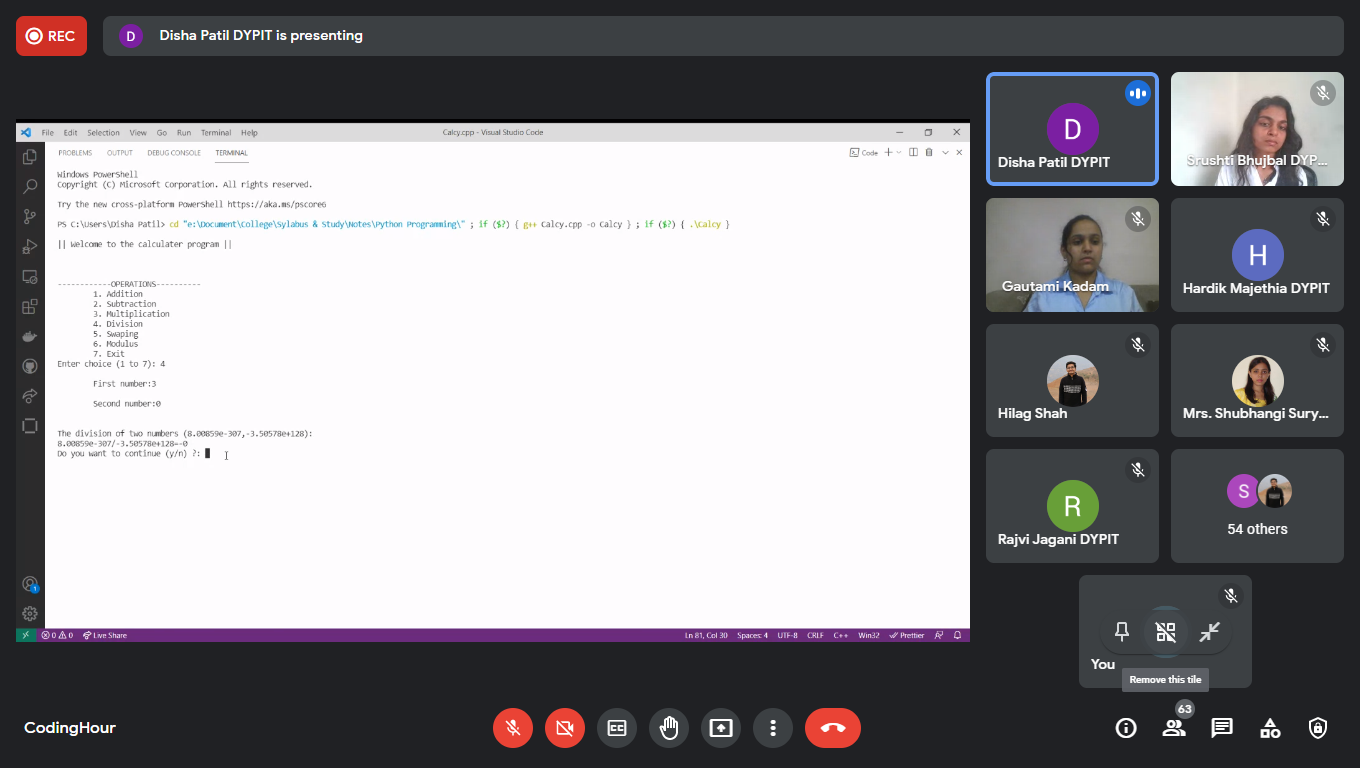 REC
D
Disha Patil DYPIT is presenting
File Edit Selection View Go Run Terminal Help
Calcy.cpp - Visual Studio Code
PROBLEMS OUTPUT DEBUG CONSOLE TERMINAL
Code
Windows PowerShell
Copyright (C) Microsoft Corporation. All rights reserved.
Try the new cross-platform PowerShell https://aka.ms/pscore6
PS C:\Users\Disha Patil> cd "e:\Document\College\Sylabus & Study\Notes\Python Programming\" ; if ($?) { g++ Calcy.cpp -o Calcy } ; if ($?) { .\Calcy }
|| Welcome to the calculater program ||
------------OPERATIONS----------
1. Addition
2. Subtraction
3. Multiplication
4. Division
5. Swaping
6. Modulus
7. Exit
Enter choice (1 to 7): 4
First number:3
Second number:0
The division of two numbers (8.00859e-307,-3.50578e+128):
8.00859e-307/-3.50578e+128=-0
Do you want to continue (y/n) ?:
1
0 0 Live Share
Ln 81, Col 30 Spaces: 4 UTF-8 CRLF C++ Win32 Prettier
D
Disha Patil DYPIT
Srushti Bhujbal DYP...
Gautami Kadam
H
Hardik Majethia DYPIT
Hilag Shah
Mrs. Shubhangi Sury...
R
Rajvi Jagani DYPIT
S
54 others
You
Remove this tile
CodingHour
CC
63